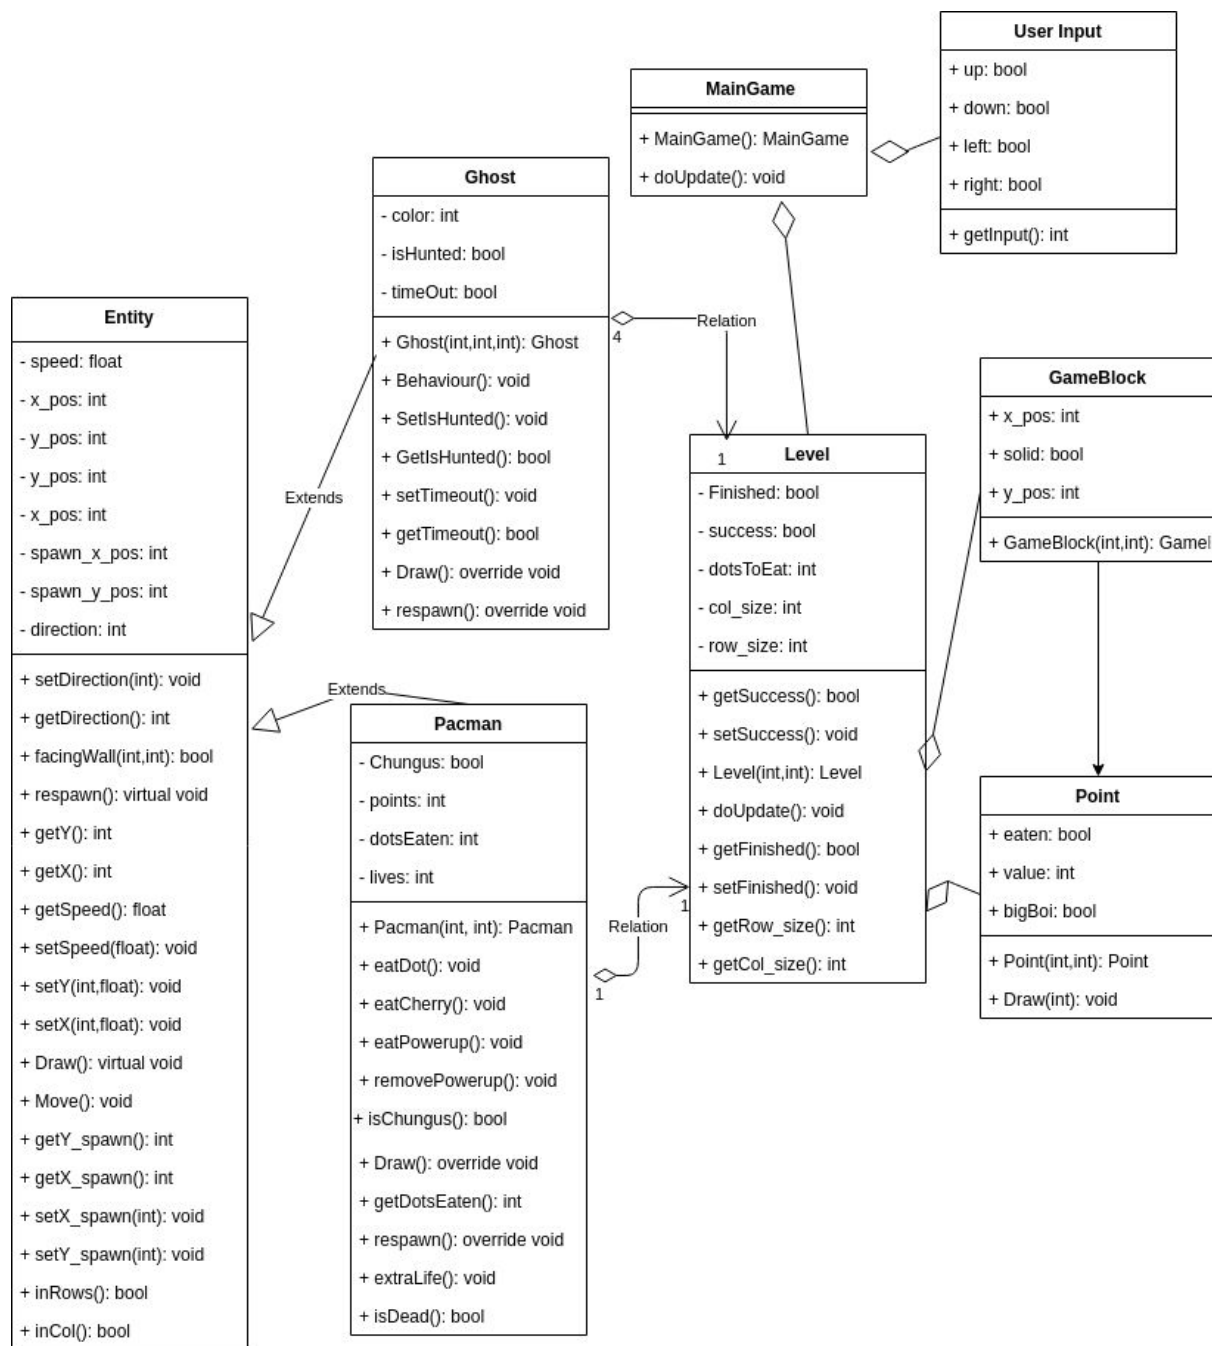 User Input
+ up: bool
+ down: bool
+ left: bool
+ right: bool
+ getInput(): int
MainGame
+ MainGame(): MainGame
+ doUpdate(): void
Ghost
- color: int
- isHunted: bool
- timeOut: bool
+ Ghost(int,int,int): Ghost
+ Behaviour(): void
+ SetIsHunted(): void
+ GetIsHunted(): bool
+ setTimeout(): void
+ getTimeout(): bool
+ Draw(): override void
+ respawn(): override void
4
Relation
1
Entity
- speed: float
- x_pos: int
- y_pos: int
- y_pos: int
- x_pos: int
- spawn_x_pos: int
- spawn_y_pos: int
- direction: int
+ setDirection(int): void
+ getDirection(): int
+ facingWall(int,int): bool
+ respawn(): virtual void
+ getY(): int
+ getX(): int
+ getSpeed(): float
+ setSpeed(float): void
+ setY(int,float): void
+ setX(int,float): void
+ Draw(): virtual void
+ Move(): void
+ getY_spawn(): int
+ getX_spawn(): int
+ setX_spawn(int): void
+ setY_spawn(int): void
+ inRows(): bool
+ inCol(): bool
Extends
Extends
Pacman
- Chungus: bool
- points: int
- dotsEaten: int
- lives: int
+ Pacman(int, int): Pacman
+ eatDot(): void
+ eatCherry(): void
+ eatPowerup(): void
+ removePowerup(): void
+ isChungus(): bool
+ Draw(): override void
+ getDotsEaten(): int
+ respawn(): override void
+ extraLife(): void
+ isDead(): bool
1
Relation
1
Level
- Finished: bool
- success: bool
- dotsToEat: int
- col_size: int
- row_size: int
+ getSuccess(): bool
+ setSuccess(): void
+ Level(int,int): Level
+ doUpdate(): void
+ getFinished(): bool
+ setFinished(): void
+ getRow_size(): int
+ getCol_size(): int
GameBlock
+ x_pos: int
+ solid: bool
+ y_pos: int
+ GameBlock(int,int):
Point
+ eaten: bool
+ value: int
+ bigBoi: bool
+ Point(int,int): Point
+ Draw(int): void